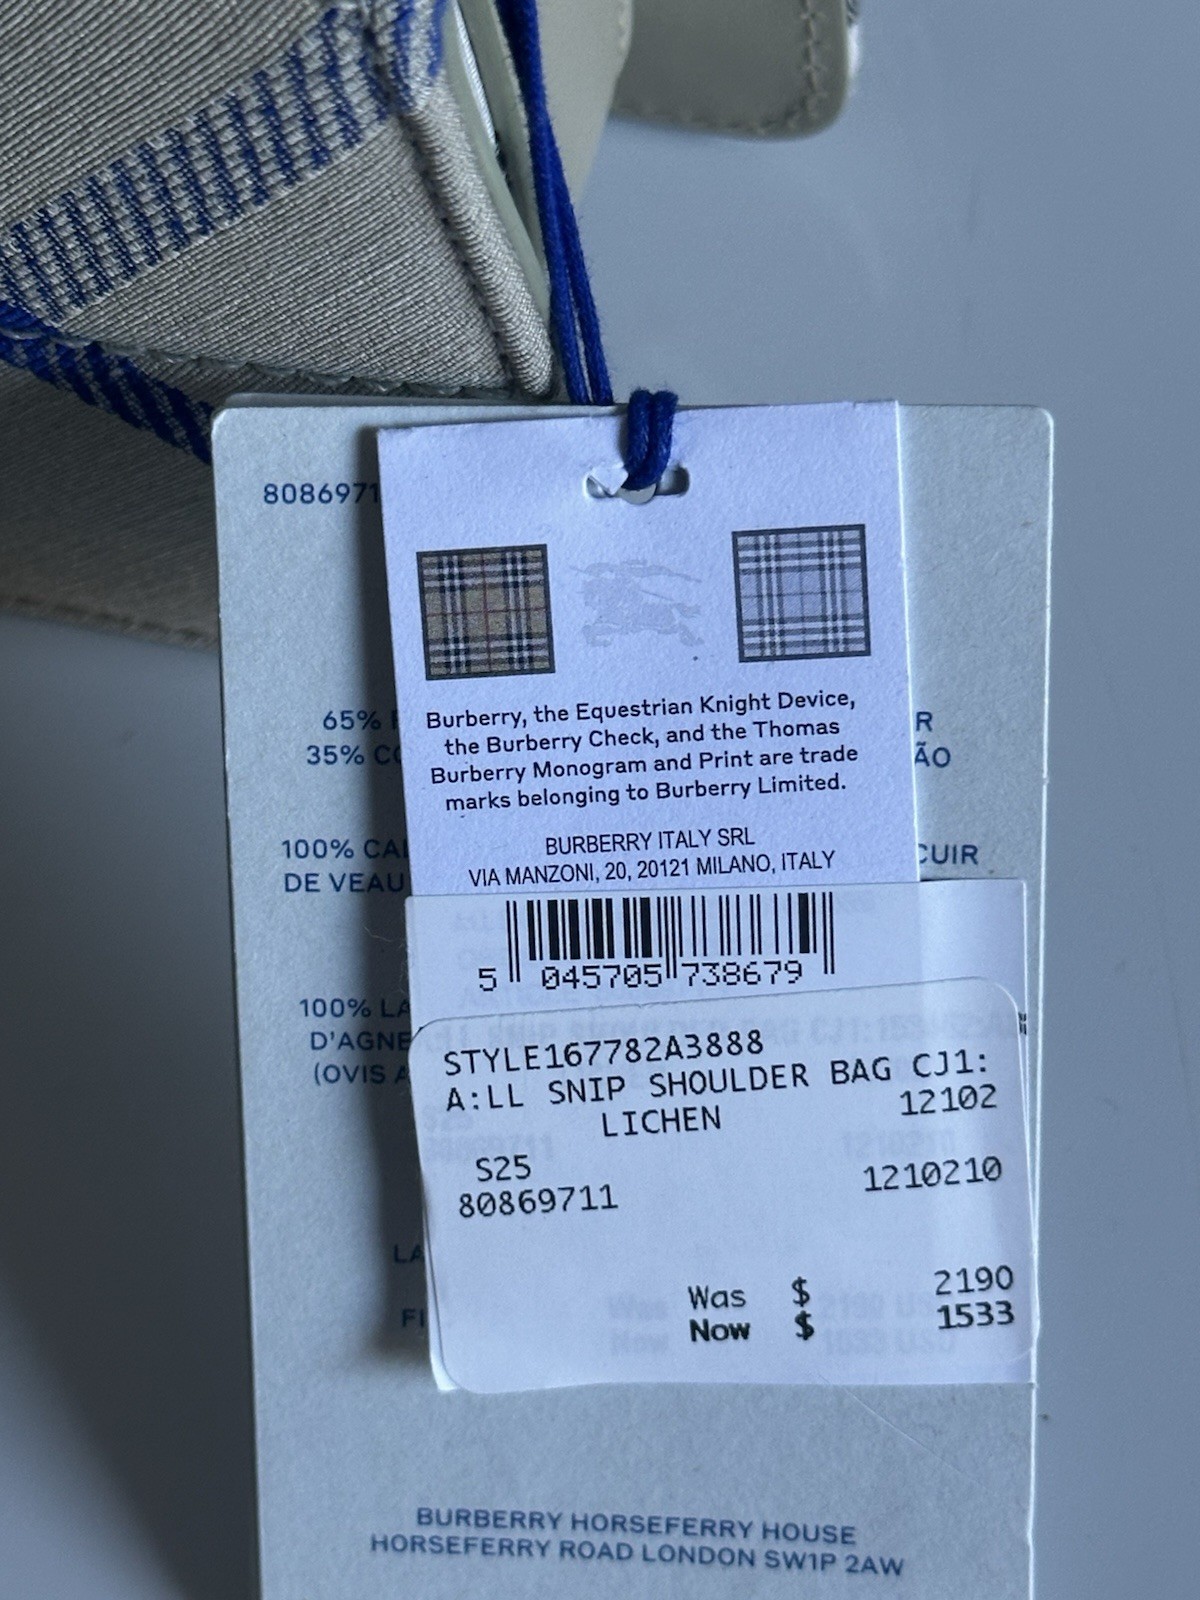 8086971
65%
35%
R
ÃO
100%
DE VEAU
CUIR
100%
D'AGNE
(OVIS
Burberry, the Equestrian Knight Device,
the Burberry Check, and the Thomas
Burberry Monogram and Print are trade
marks belonging to Burberry Limited.
BURBERRY ITALY SRL
VIA MANZONI, 20, 20121 MILANO, ITALY
5 045705 738679
STYLE167782A3888
A:LL SNIP SHOULDER BAG CJ1:
LICHEN 12102
S25
80869711 1210210
Was $ 2190
Now $ 1533
BURBERRY HORSEFERRY HOUSE
HORSEFERRY ROAD LONDON SW1P 2AW